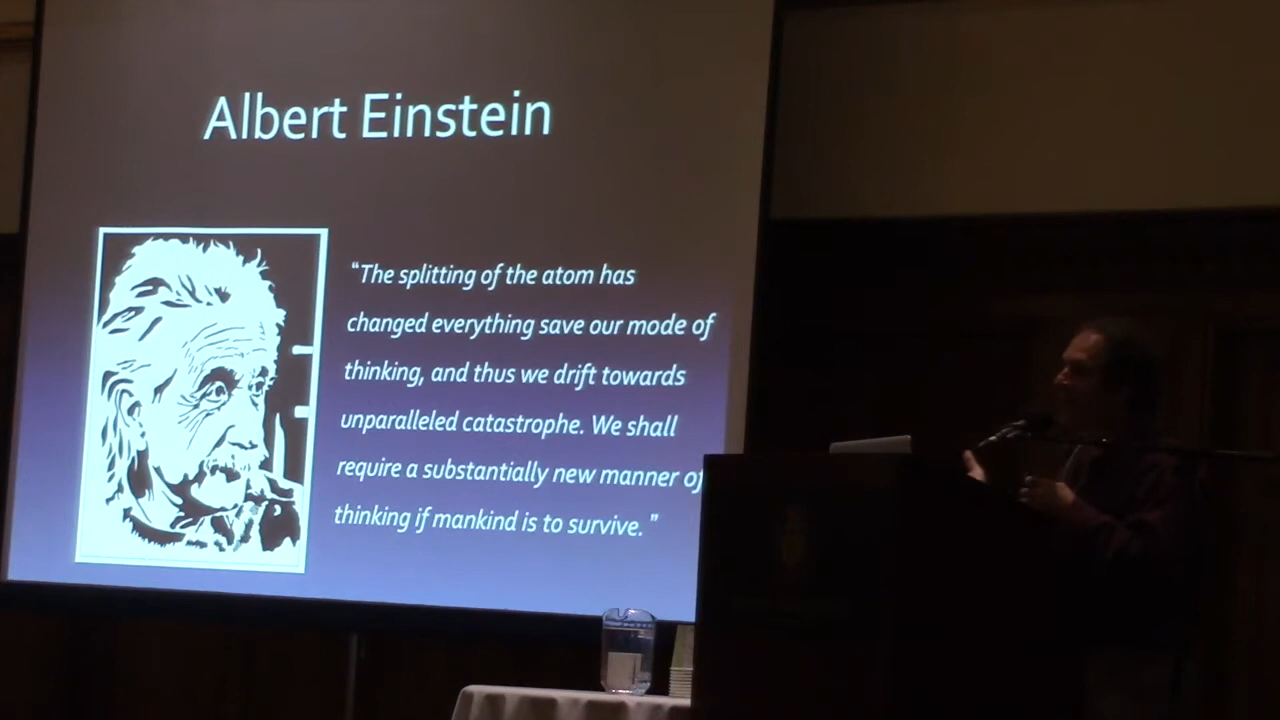 Albert Einstein
“The splitting of the atom has
changed everything save our mode of
thinking, and thus we drift towards
unparalleled catastrophe. We shall
require a substantially new manner of
thinking if mankind is to survive. ”